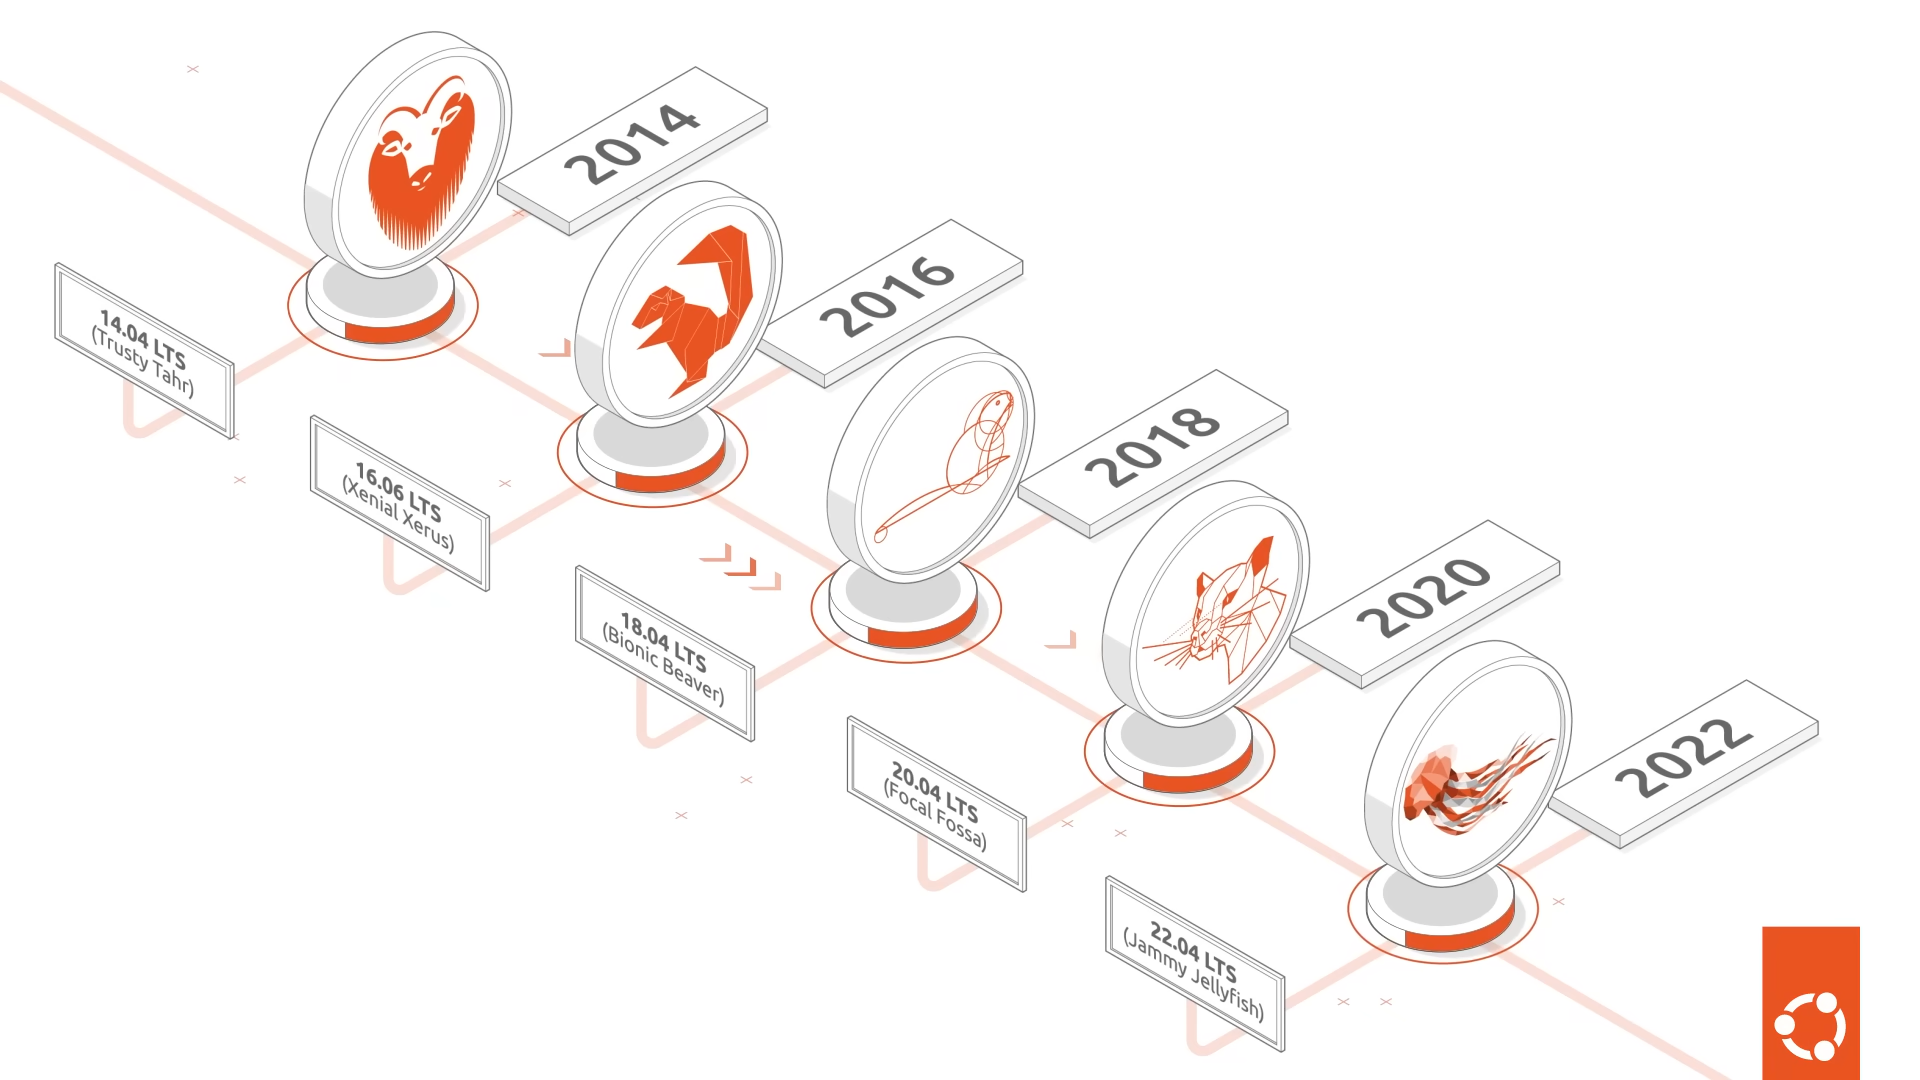 2014
14.04 LTS
(Trusty Tahr)
2016
16.06 LTS
(Xenial Xerus)
2018
18.04 LTS
(Bionic Beaver)
2020
20.04 LTS
(Focal Fossa)
2022
22.04 LTS
(Jammy Jellyfish)